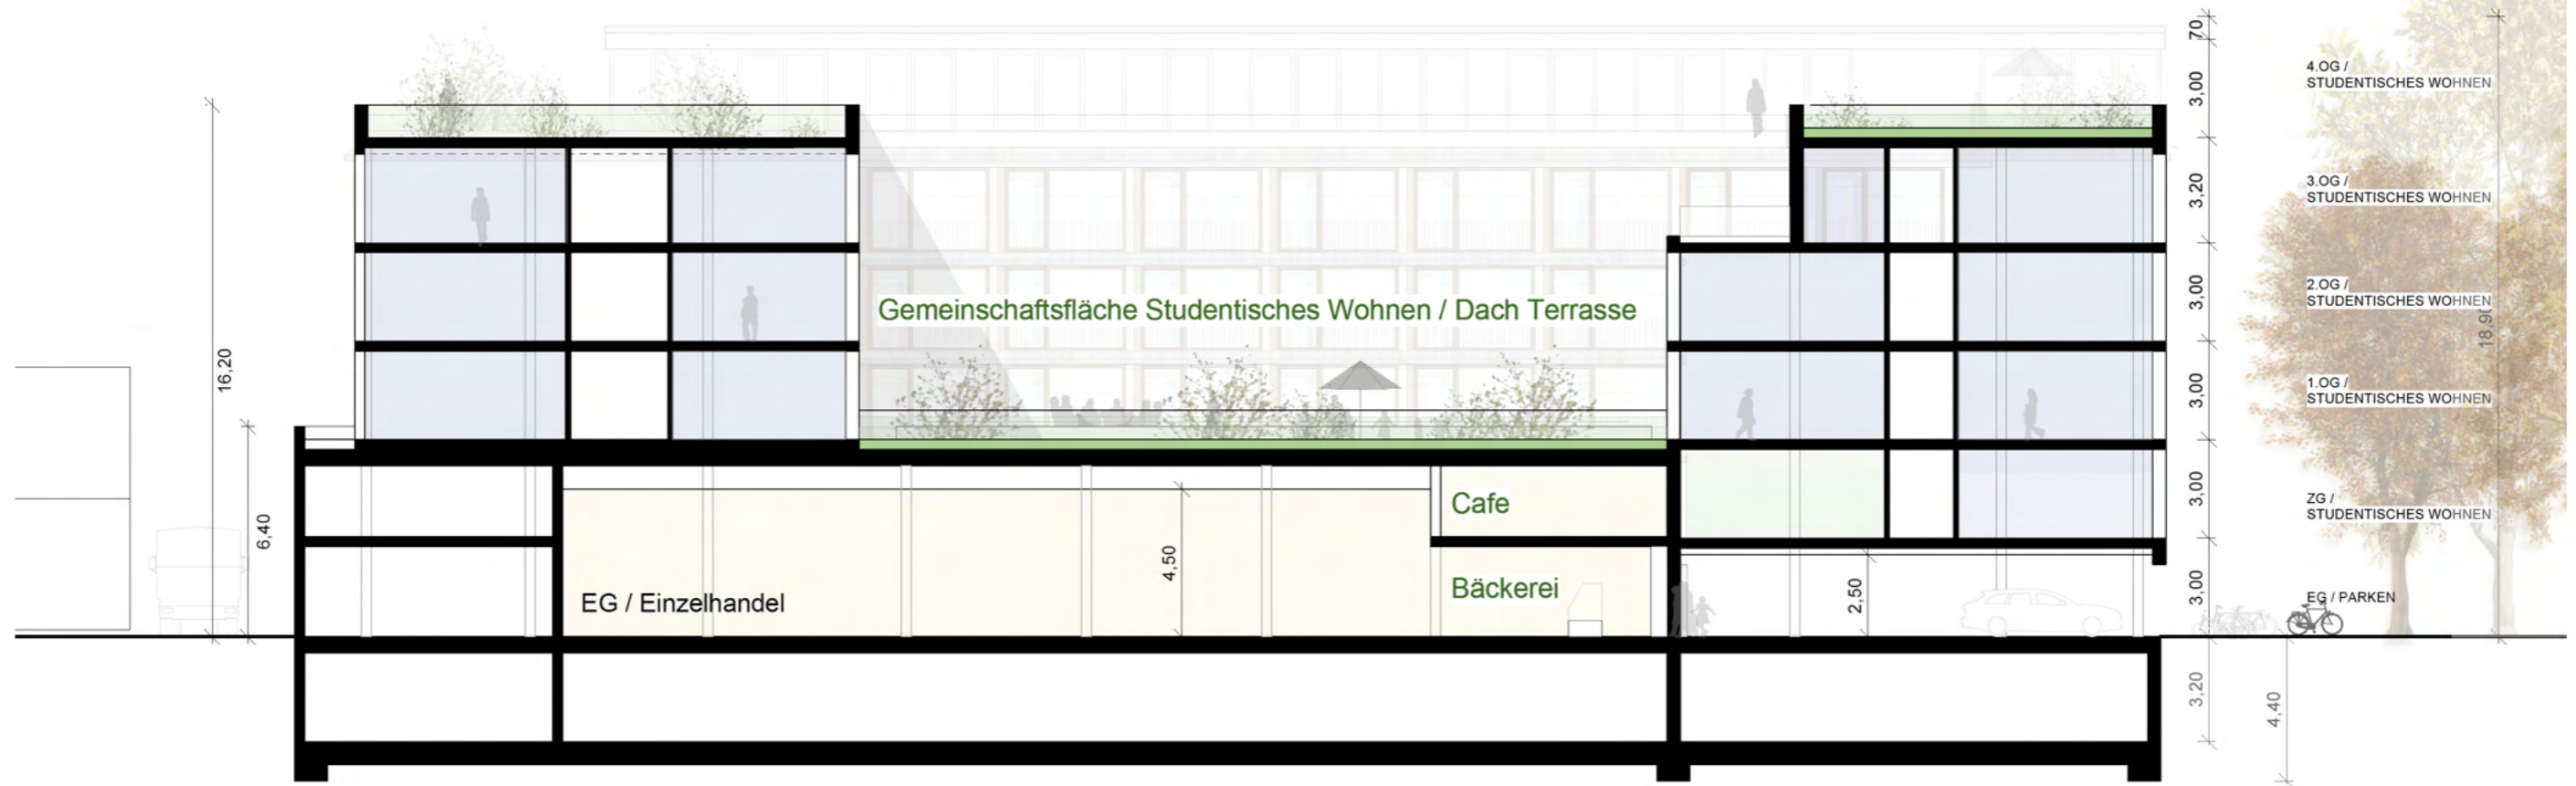 70
3,00
3,20
3,00
3,00
3,00
3,00
3,20
4,40
18.90
16,20
6,40
4.OG /
STUDENTISCHES WOHNEN
3.OG /
STUDENTISCHES WOHNEN
2.OG /
STUDENTISCHES WOHNEN
1.OG /
STUDENTISCHES WOHNEN
ZG /
STUDENTISCHES WOHNEN
EG / PARKEN
Gemeinschaftsfläche Studentisches Wohnen / Dach Terrasse
Cafe
Bäckerei
EG / Einzelhandel
4,50
2,50